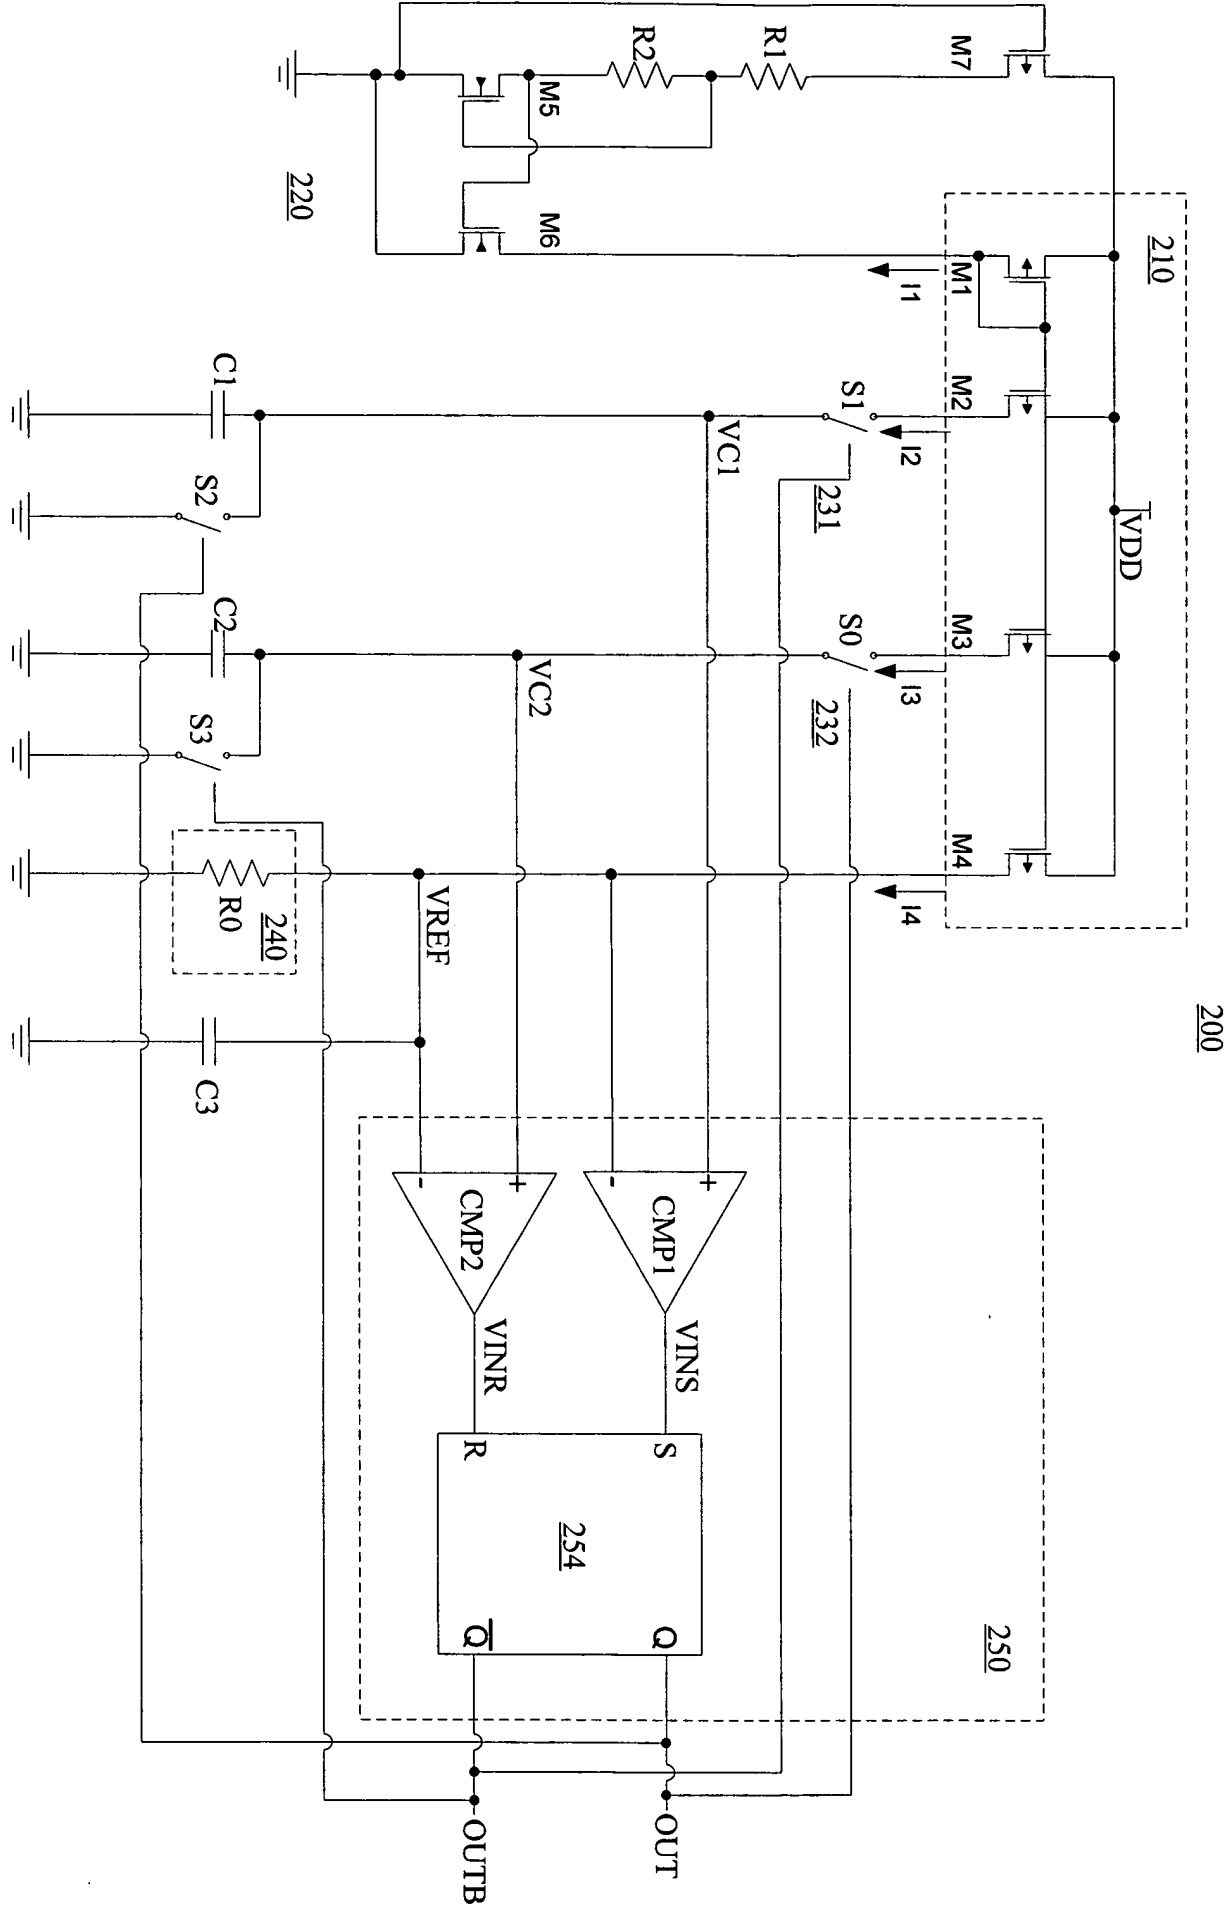 200
210
VDD
M7
M1
M2
M3
M4
I1
I2
I3
I4
R1
S1
S0
231
232
R2
VC1
VC2
M5
M6
220
VREF
C1
S2
C2
S3
R0
240
C3
250
+
-
CMP1
VINS
+
-
CMP2
VINR
S
R
254
Q
Q̅
OUT
OUTB